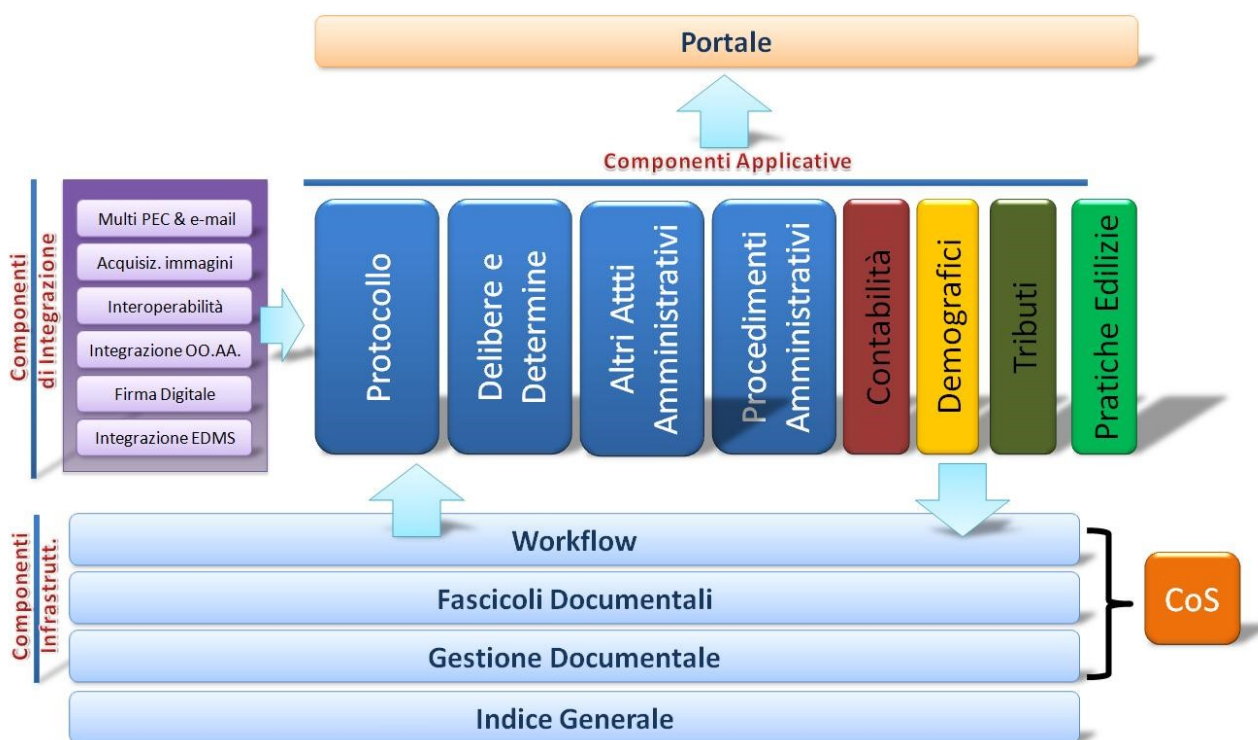 Portale
Componenti Applicative
Componenti
di Integrazione
Multi PEC & e-mail
Acquisiz. immagini
Interoperabilità
Integrazione OO.AA.
Firma Digitale
Integrazione EDMS
Protocollo
Delibere e
Determine
Altri Attti
Amministrativi
Procedimenti
Amministrativi
Contabilità
Demografici
Tributi
Pratiche Edilizie
Componenti
Infrastrutt.
Workflow
Fascicoli Documentali
Gestione Documentale
Indice Generale
CoS